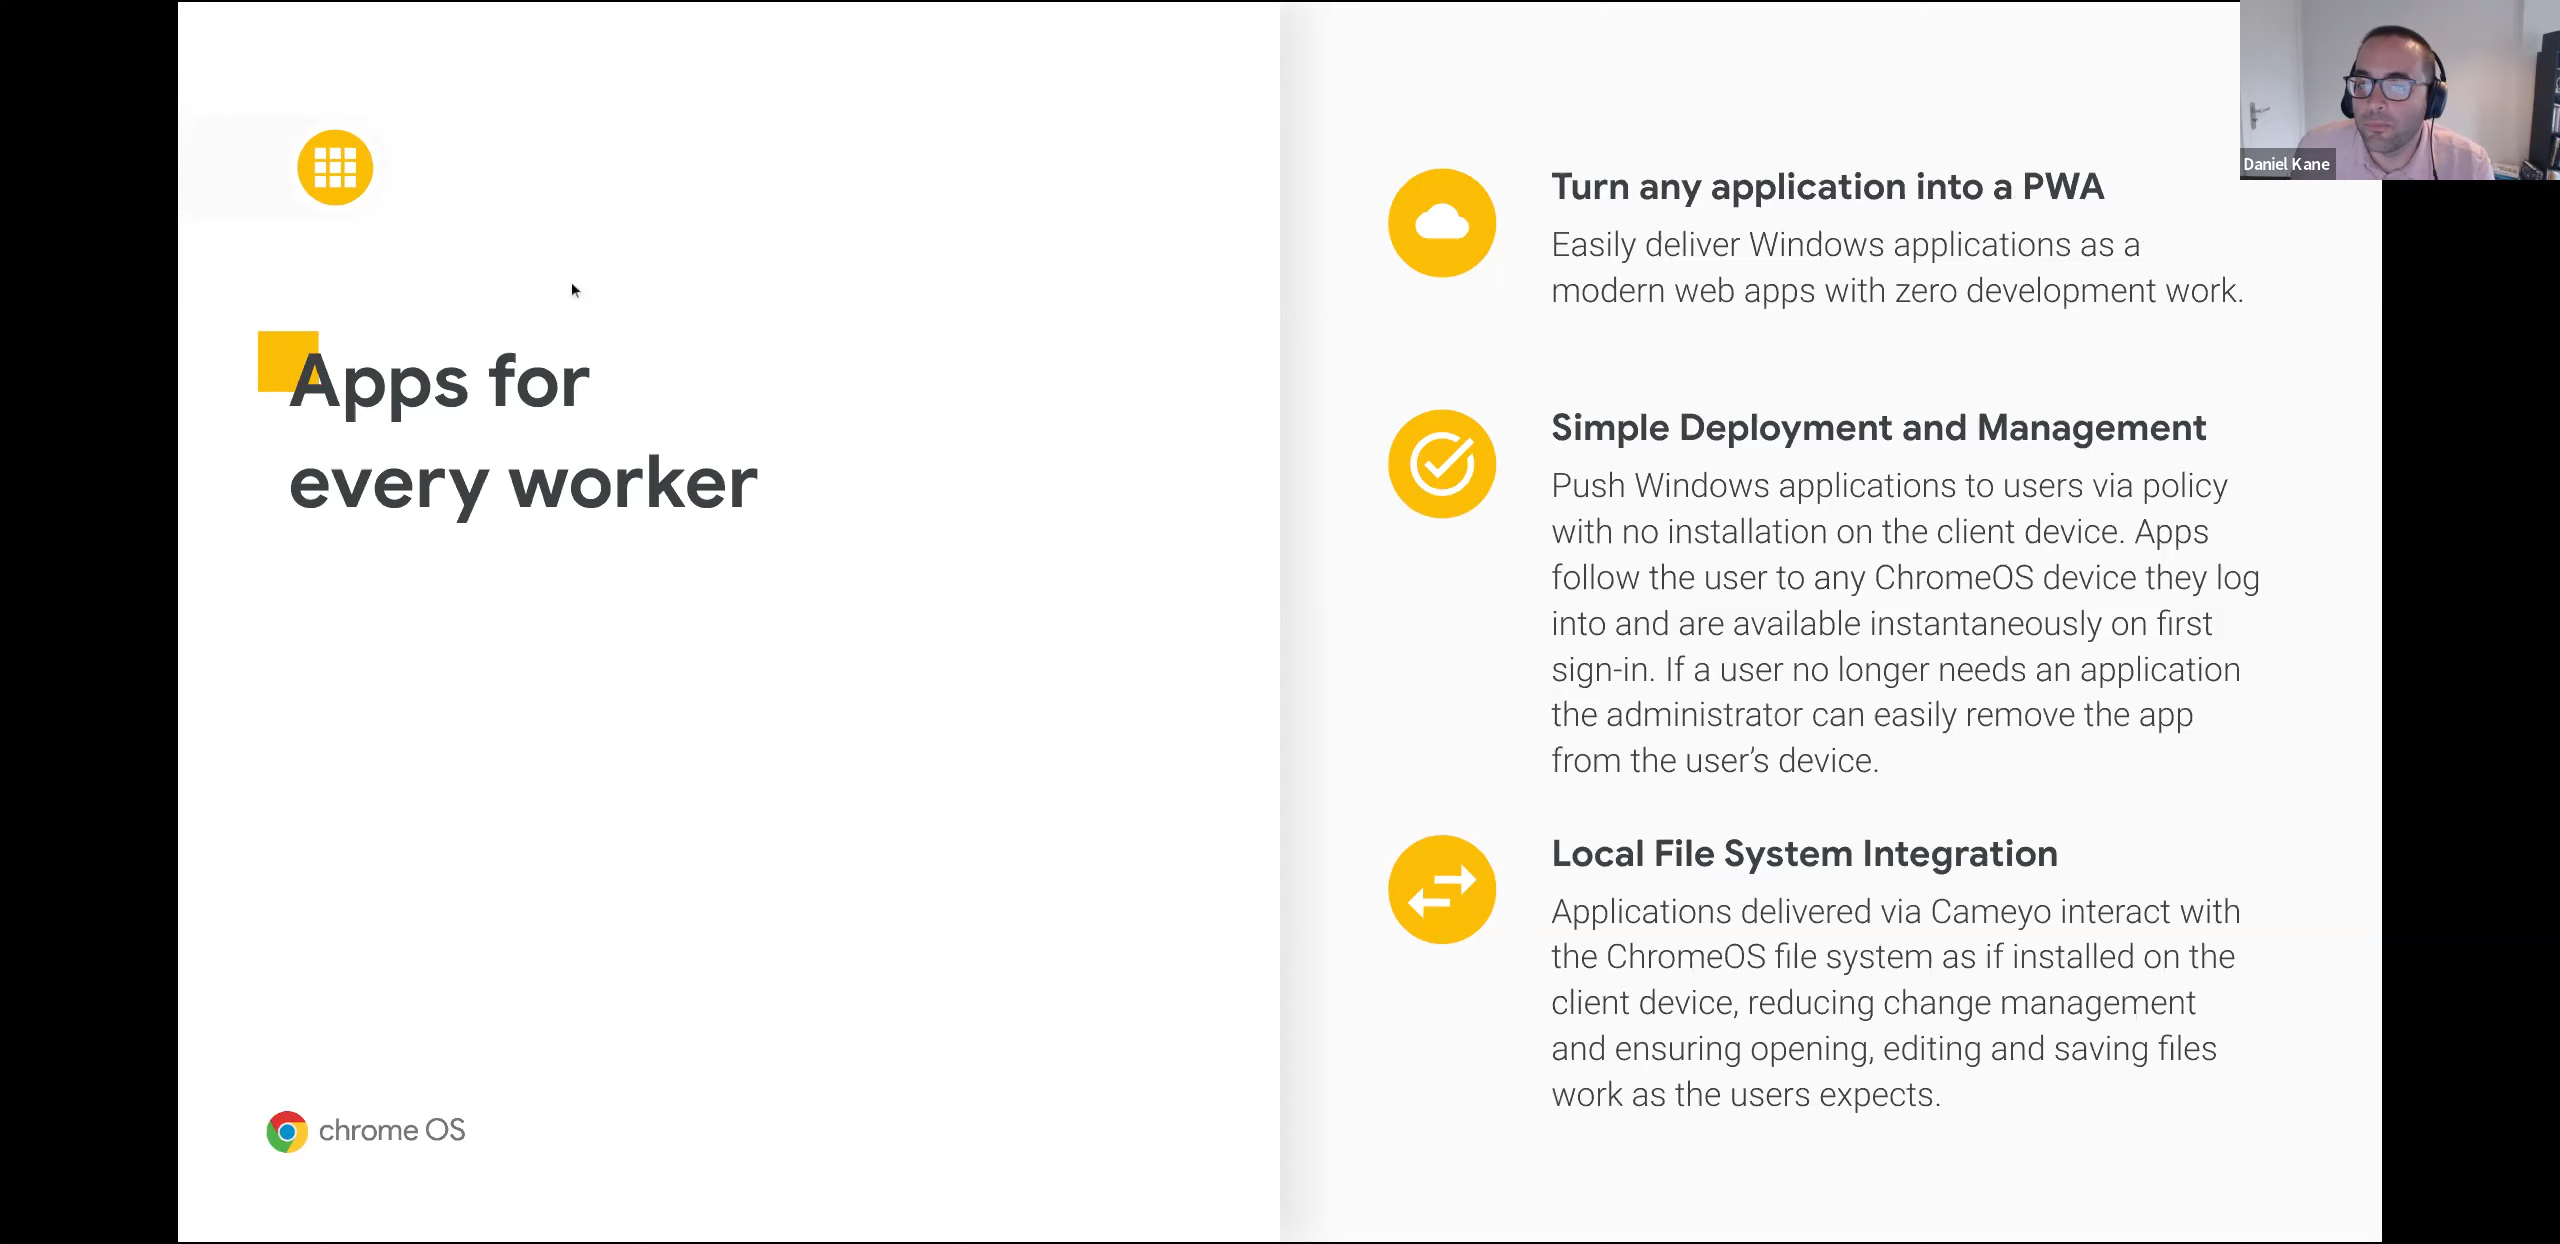 Apps for
every worker
chrome OS
Turn any application into a PWA
Easily deliver Windows applications as a
modern web apps with zero development work.
Simple Deployment and Management
Push Windows applications to users via policy
with no installation on the client device. Apps
follow the user to any ChromeOS device they log
into and are available instantaneously on first
sign-in. If a user no longer needs an application
the administrator can easily remove the app
from the user’s device.
Local File System Integration
Applications delivered via Cameyo interact with
the ChromeOS file system as if installed on the
client device, reducing change management
and ensuring opening, editing and saving files
work as the users expects.
Daniel Kane